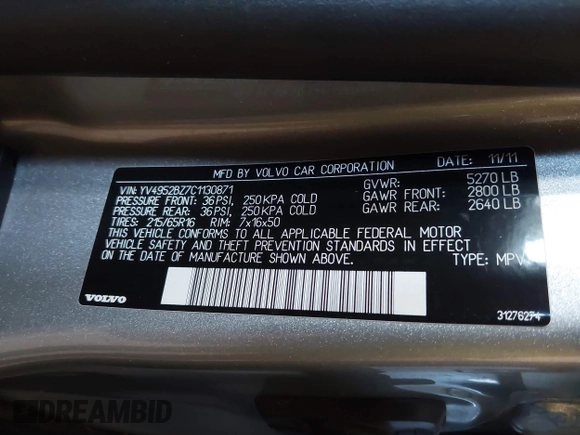 MFD BY VOLVO CAR CORPORATION DATE: 11/11
VIN: YV4952BZ7C1130871 GVWR: 5270 LB
PRESSURE FRONT: 36 PSI, 250 KPA COLD GAWR FRONT: 2800 LB
PRESSURE REAR: 36 PSI, 250 KPA COLD GAWR REAR: 2640 LB
TIRE: 215/65R16 RIM: 7x16x50
THIS VEHICLE CONFORMS TO ALL APPLICABLE FEDERAL MOTOR
VEHICLE SAFETY AND THEFT PREVENTION STANDARDS IN EFFECT
ON THE DATE OF MANUFACTURE SHOWN ABOVE. TYPE: MPV
VOLVO 31276274
DREAMBID